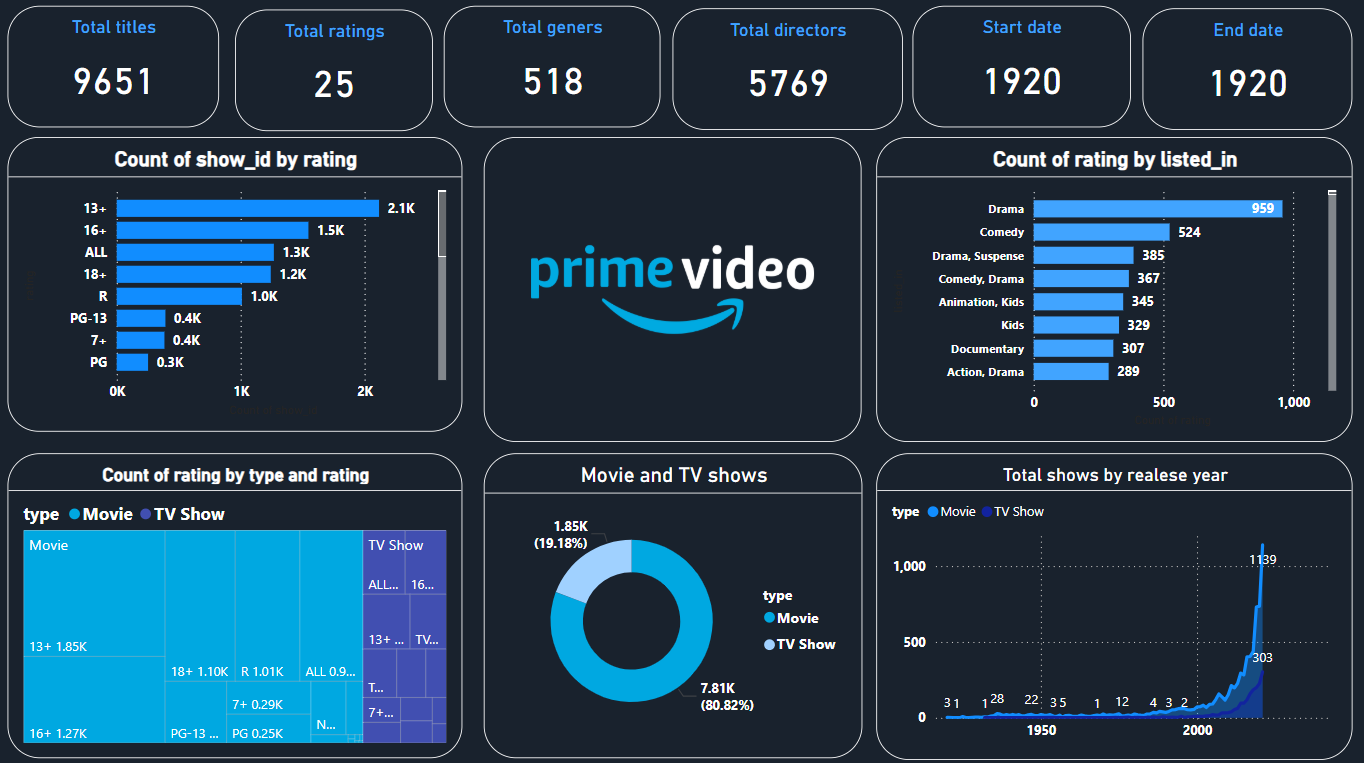 Total titles
9651
Total ratings
25
Total geners
518
Total directors
5769
Start date
1920
End date
1920
Count of show_id by rating
13+ 2.1K
16+ 1.5K
ALL 1.3K
18+ 1.2K
R 1.0K
PG-13 0.4K
7+ 0.4K
PG 0.3K
0K 1K 2K
prime video
Count of rating by listed_in
Drama 959
Comedy 524
Drama, Suspense 385
Comedy, Drama 367
Animation, Kids 345
Kids 329
Documentary 307
Action, Drama 289
0 500 1,000
Count of rating by type and rating
type Movie TV Show
Movie
13+ 1.85K
16+ 1.27K
18+ 1.10K
R 1.01K
ALL 0.9...
PG-13 ...
7+ 0.29K
PG 0.25K
N...
TV Show
ALL...
16...
13+ ...
TV...
T...
7+...
Movie and TV shows
1.85K
(19.18%)
7.81K
(80.82%)
type
Movie
TV Show
Total shows by realese year
type Movie TV Show
1,000
500
0
1139
303
3 1 1 28 22 3 5 1 12 4 3 2
1950 2000